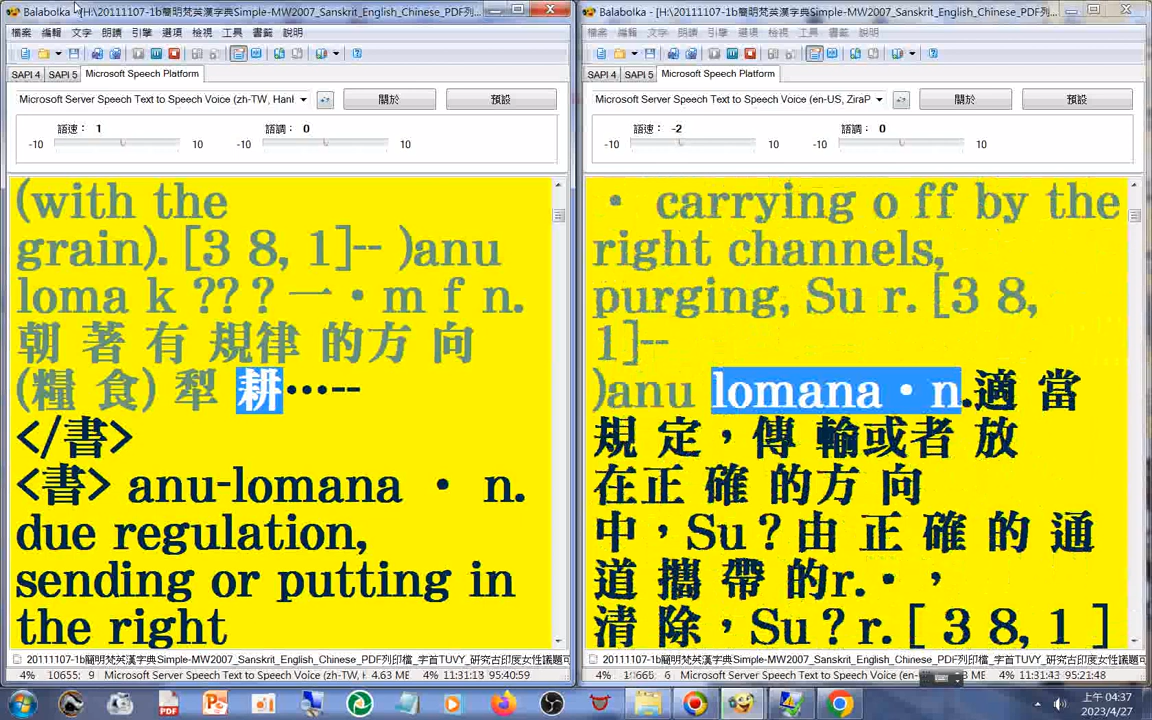 Balabolka - [H:\20111107-1b簡明梵英漢字典Simple-MW2007_Sanskrit_English_Chinese_PDF列...
檔案 編輯 文字 朗讀 引擎 選項 檢視 工具 書籤 說明
SAPI 4 SAPI 5 Microsoft Speech Platform
Microsoft Server Speech Text to Speech Voice (zh-TW, Hanl 關於 預設
語速： 1 語調： 0
-10 10 -10 10
(with the
grain). [3 8, 1]-- )anu
loma k ?? ? 一・m f n.
朝 著 有 規律 的方 向
(糧 食) 犁 耕…--
</書>
<書> anu-lomana ・ n.
due regulation,
sending or putting in
the right
20111107-1b簡明梵英漢字典Simple-MW2007_Sanskrit_English_Chinese_PDF列印檔_字首TUVY_研究古印度女性議題可
4% 10655: 9 Microsoft Server Speech Text to Speech Voice (zh-TW, H 4.63 MB 4% 11:31:13 95:40:59
Balabolka - [H:\20111107-1b簡明梵英漢字典Simple-MW2007_Sanskrit_English_Chinese_PDF列...
檔案 編輯 文字 朗讀 引擎 選項 檢視 工具 書籤 說明
SAPI 4 SAPI 5 Microsoft Speech Platform
Microsoft Server Speech Text to Speech Voice (en-US, ZiraP 關於 預設
語速： -2 語調： 0
-10 10 -10 10
・ carrying o ff by the
right channels,
purging, Su r. [3 8,
1]--
)anu lomana・n.適 當
規 定，傳 輸或者 放
在正 確 的方 向
中，Su？由 正 確 的 通
道 攜 帶 的r.・，
清 除，Su？r. [ 3 8, 1 ]
20111107-1b簡明梵英漢字典Simple-MW2007_Sanskrit_English_Chinese_PDF列印檔_字首TUVY_研究古印度女性議題可
4% 10665 6 Microsoft Server Speech Text to Speech Voice MB 4% 11:31:43 95:21:48
上午 04:37
2023/4/27